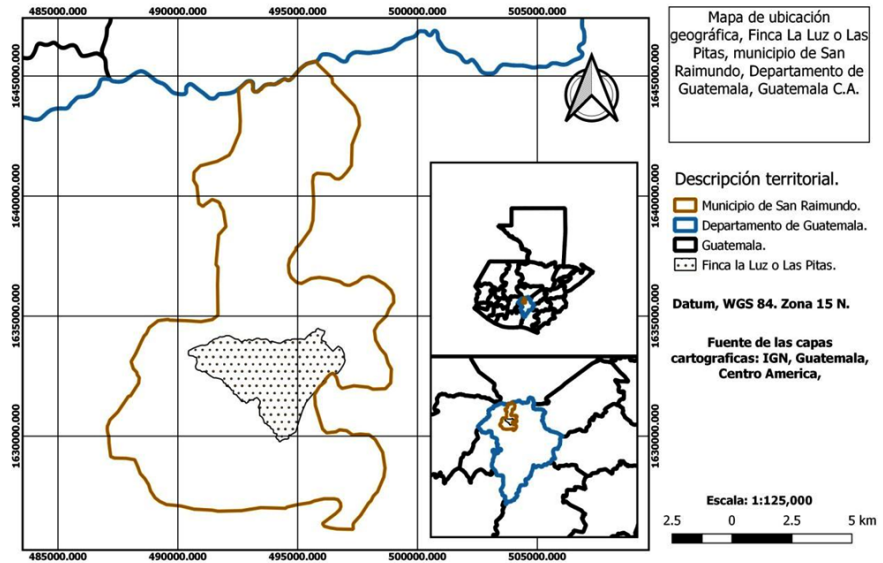 485000.000 490000.000 495000.000 500000.000 505000.000
Mapa de ubicación
geográfica, Finca La Luz o Las
Pitas, municipio de San
Raimundo, Departamento de
Guatemala, Guatemala C.A.
1645000.000
1645000.000
1640000.000
1640000.000
Descripción territorial.
Municipio de San Raimundo.
Departamento de Guatemala.
Guatemala.
Finca la Luz o Las Pitas.
1635000.000
1635000.000
Datum, WGS 84. Zona 15 N.
Fuente de las capas
cartograficas: IGN, Guatemala,
Centro America,
1630000.000
1630000.000
Escala: 1:125,000
2.5 0 2.5 5 km
485000.000 490000.000 495000.000 500000.000 505000.000